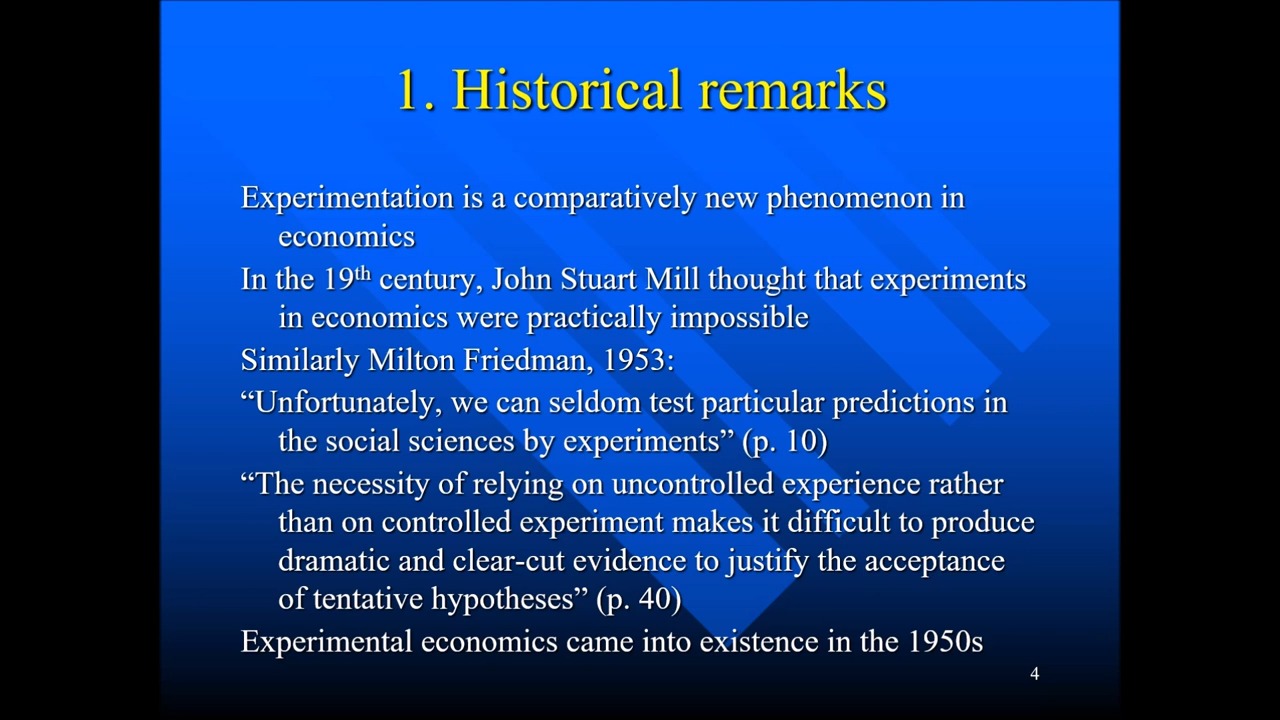 1. Historical remarks
Experimentation is a comparatively new phenomenon in
economics
In the 19th century, John Stuart Mill thought that experiments
in economics were practically impossible
Similarly Milton Friedman, 1953:
“Unfortunately, we can seldom test particular predictions in
the social sciences by experiments” (p. 10)
“The necessity of relying on uncontrolled experience rather
than on controlled experiment makes it difficult to produce
dramatic and clear-cut evidence to justify the acceptance
of tentative hypotheses” (p. 40)
Experimental economics came into existence in the 1950s
4